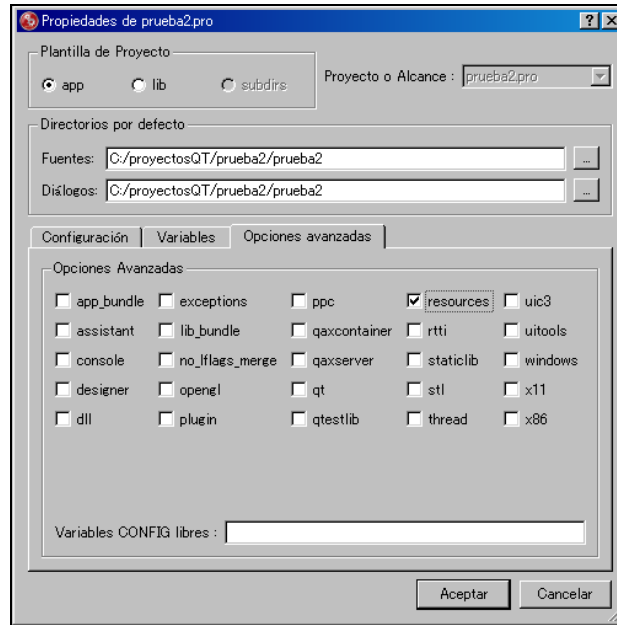 Propiedades de prueba2.pro
Plantilla de Proyecto
app lib subdirs
Proyecto o Alcance : prueba2.pro
Directorios por defecto
Fuentes: C:/proyectosQT/prueba2/prueba2 ...
Diálogos: C:/proyectosQT/prueba2/prueba2 ...
Configuración Variables Opciones avanzadas
Opciones Avanzadas
app_bundle exceptions ppc resources uic3
assistant lib_bundle qaxcontainer rtti uitools
console no_lflags_merge qaxserver staticlib windows
designer opengl qt stl x11
dll plugin qtestlib thread x86
Variables CONFIG libres :
Aceptar Cancelar